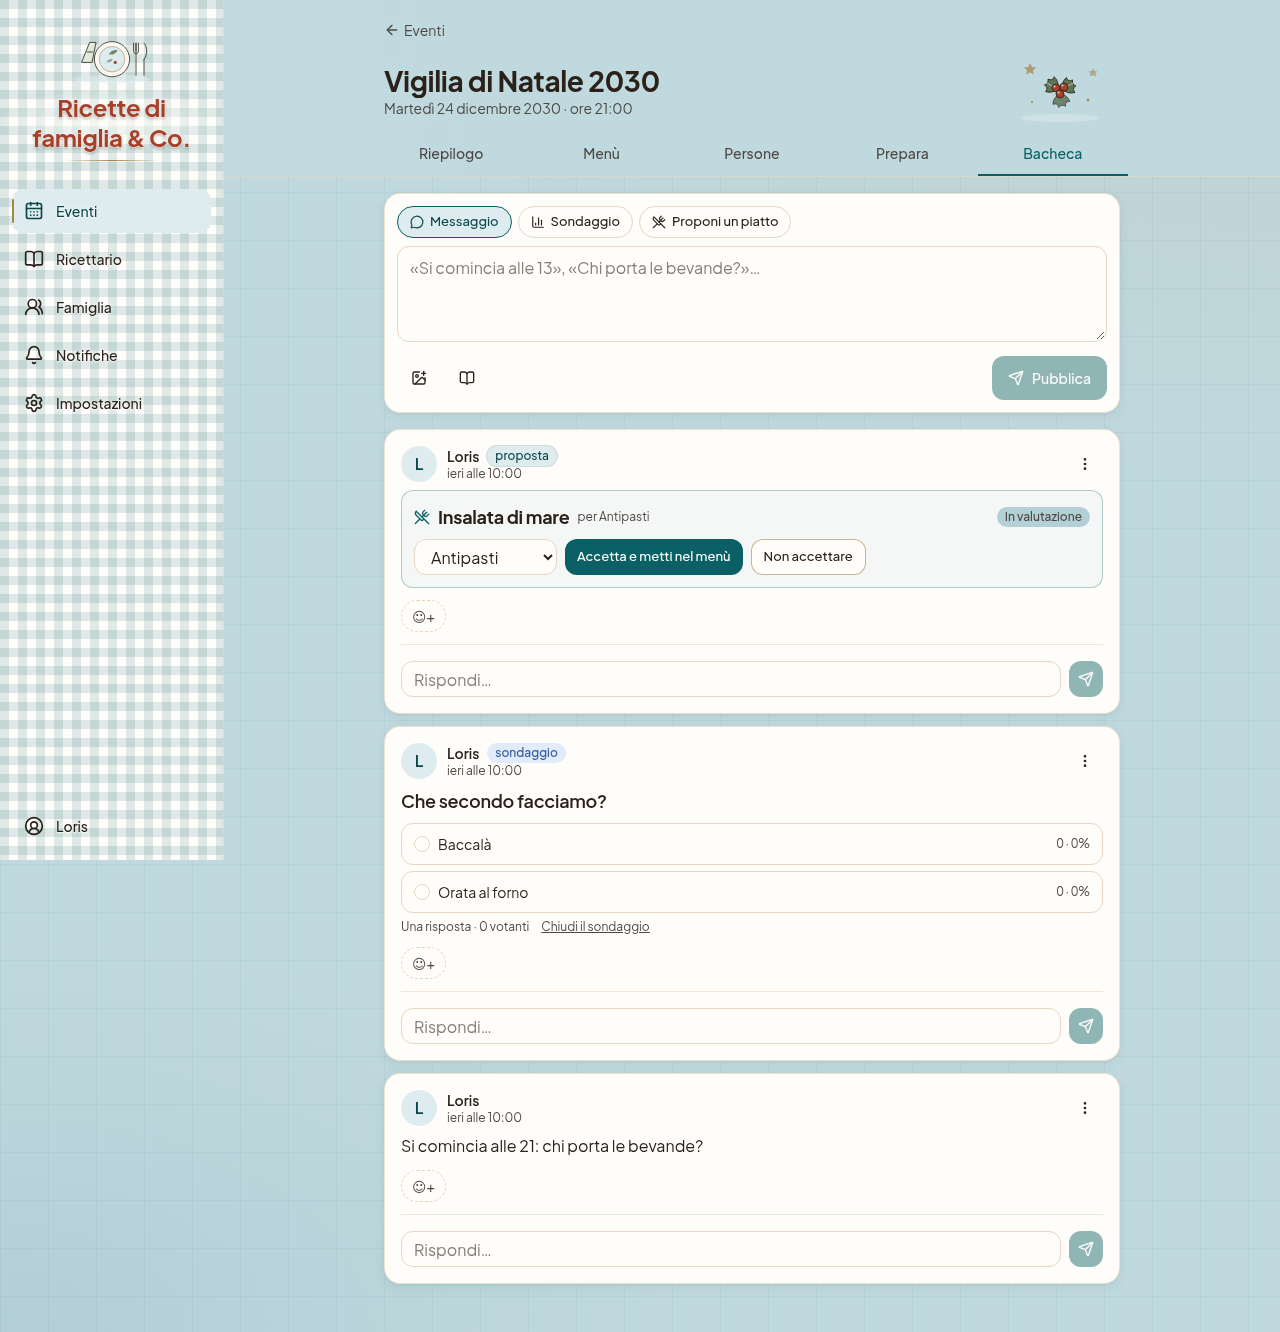 Ricette di
famiglia & Co.
Eventi
Ricettario
Famiglia
Notifiche
Impostazioni
Loris
Eventi
Vigilia di Natale 2030
Martedì 24 dicembre 2030 · ore 21:00
Riepilogo
Menù
Persone
Prepara
Bacheca
Messaggio
Sondaggio
Proponi un piatto
«Si comincia alle 13», «Chi porta le bevande?»…
Pubblica
L
Loris proposta
ieri alle 10:00
Insalata di mare per Antipasti In valutazione
Antipasti
Accetta e metti nel menù
Non accettare
+
Rispondi…
L
Loris sondaggio
ieri alle 10:00
Che secondo facciamo?
Baccalà 0 · 0%
Orata al forno 0 · 0%
Una risposta · 0 votanti Chiudi il sondaggio
+
Rispondi…
L
Loris
ieri alle 10:00
Si comincia alle 21: chi porta le bevande?
+
Rispondi…